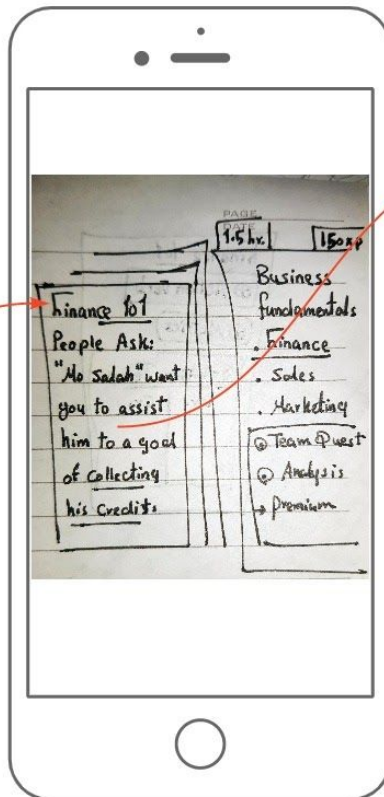 PAGE
DATE
1.5 hr.
150 xp
Finance 101
People Ask:
"Mo Salah" want
you to assist
him to a goal
of Collecting
his Credits
Business
fundamentals
. Finance
. Sales
. Marketing
Team Quest
Analysis
→ Premium